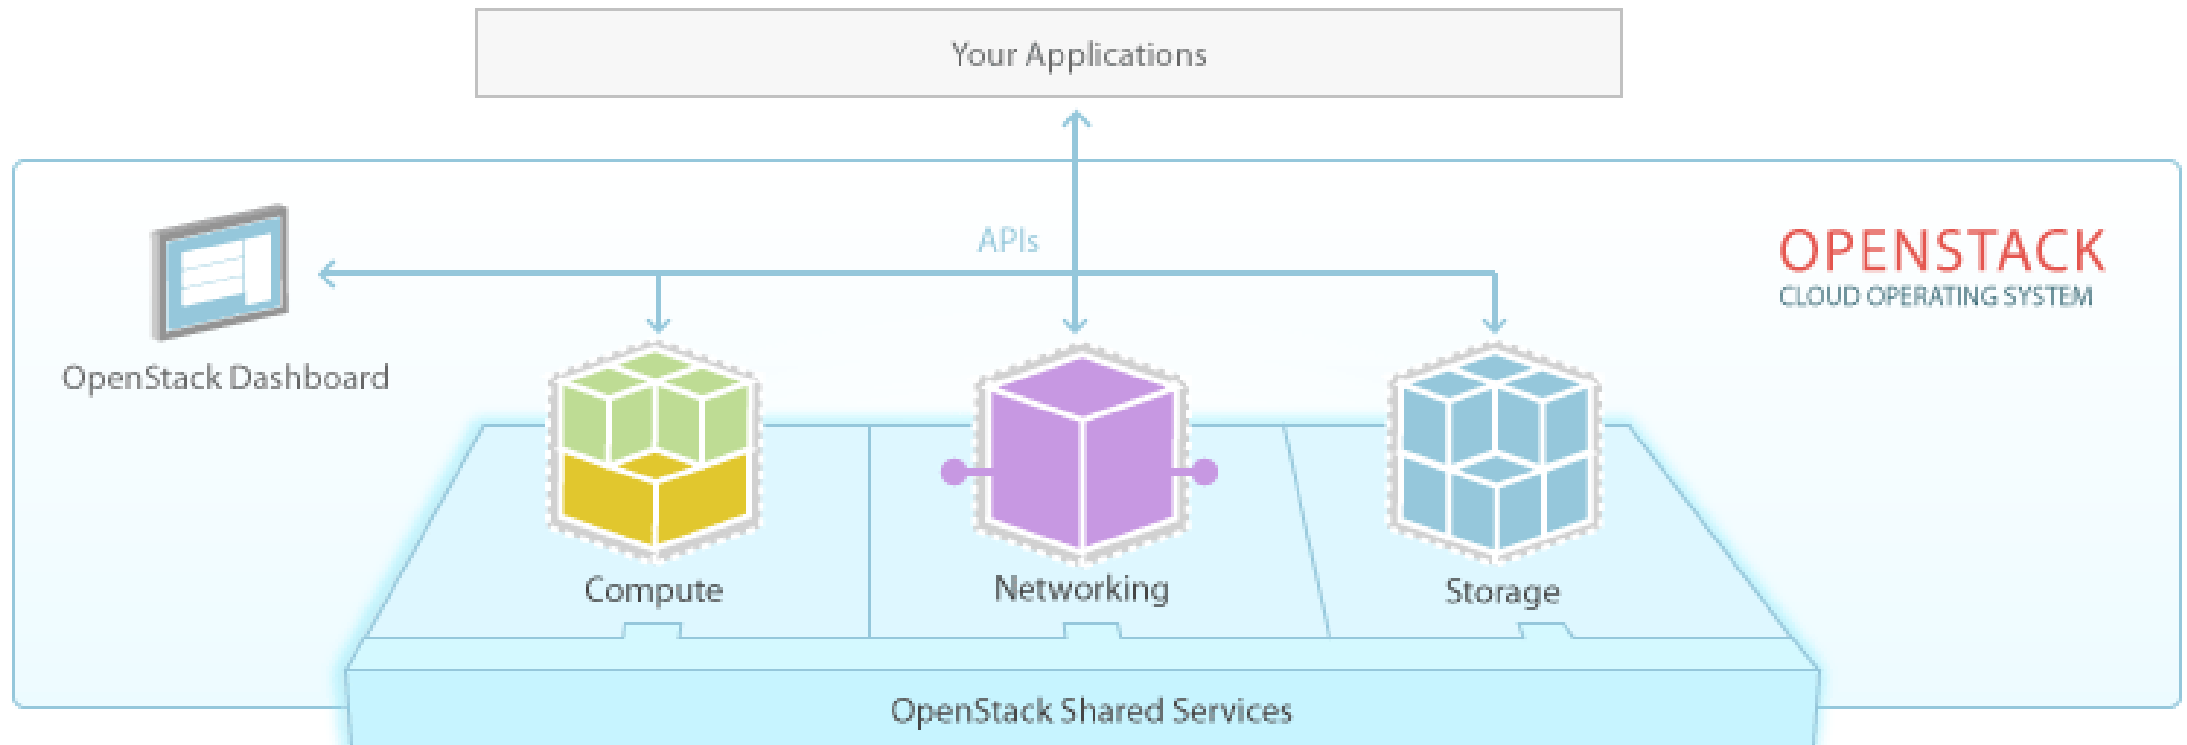 Your Applications
APIs
OPENSTACK
CLOUD OPERATING SYSTEM
OpenStack Dashboard
Compute
Networking
Storage
OpenStack Shared Services